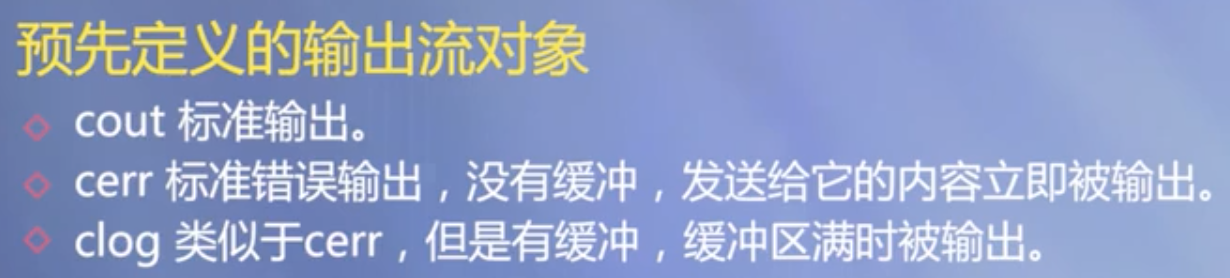 预先定义的输出流对象
cout 标准输出。
cerr 标准错误输出，没有缓冲，发送给它的内容立即被输出。
clog 类似于cerr，但是有缓冲，缓冲区满时被输出。